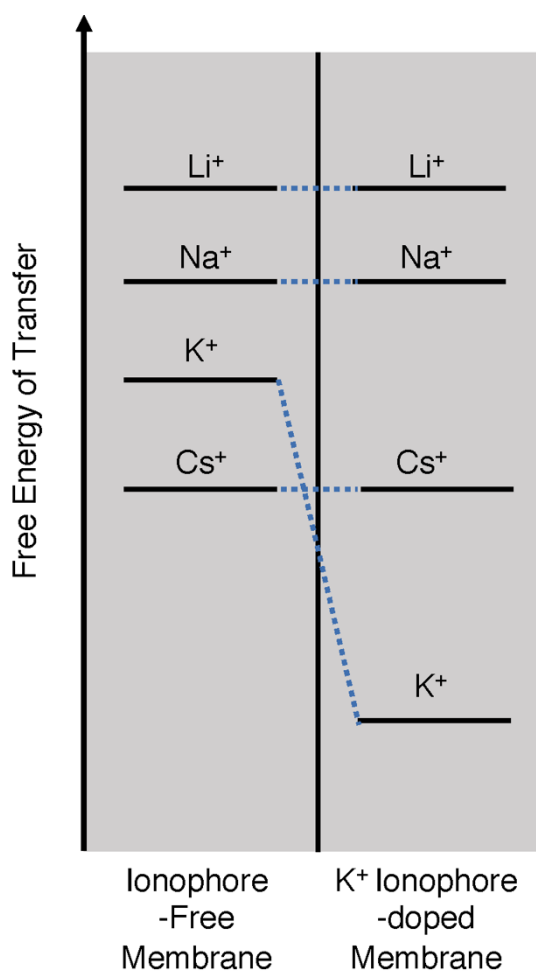 Free Energy of Transfer
Li⁺ Li⁺
Na⁺ Na⁺
K⁺
Cs⁺ Cs⁺
K⁺
Ionophore
-Free
Membrane
K⁺ Ionophore
-doped
Membrane